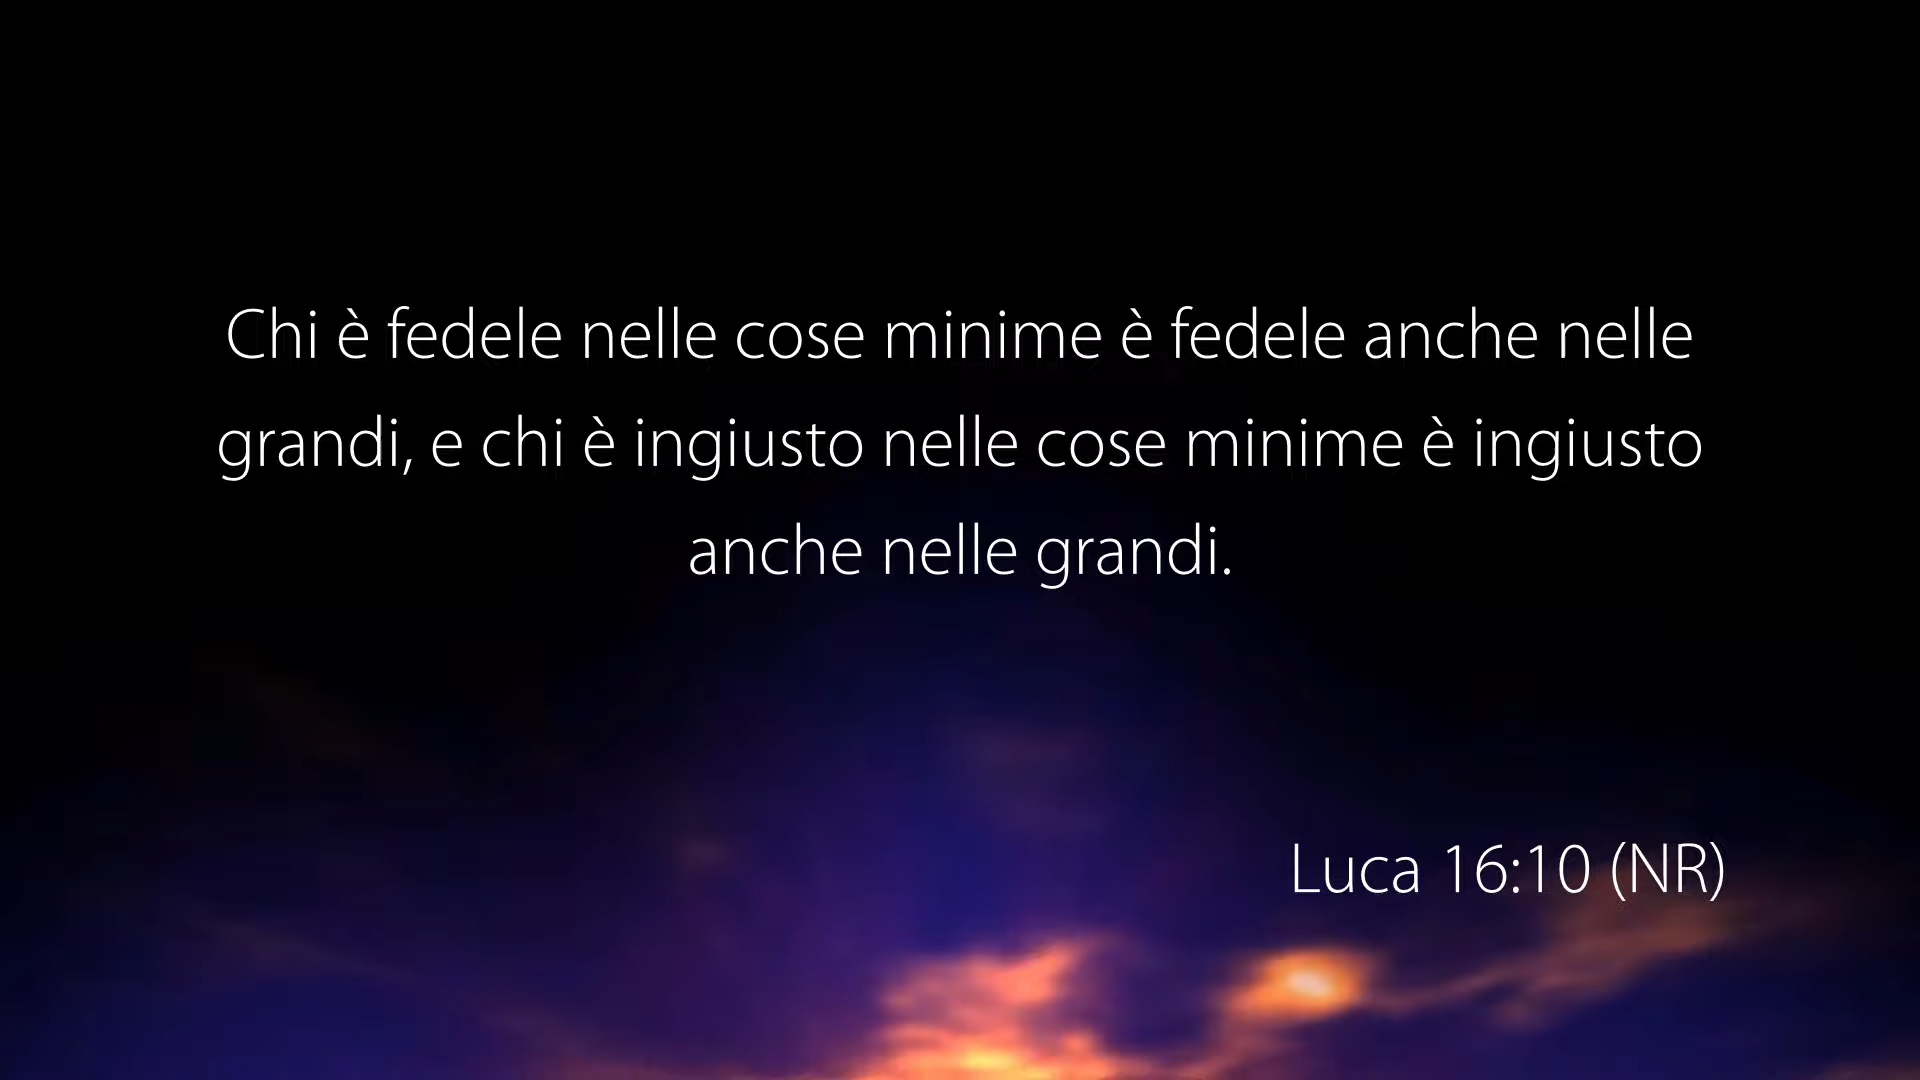 Chi è fedele nelle cose minime è fedele anche nelle
grandi, e chi è ingiusto nelle cose minime è ingiusto
anche nelle grandi.
Luca 16:10 (NR)